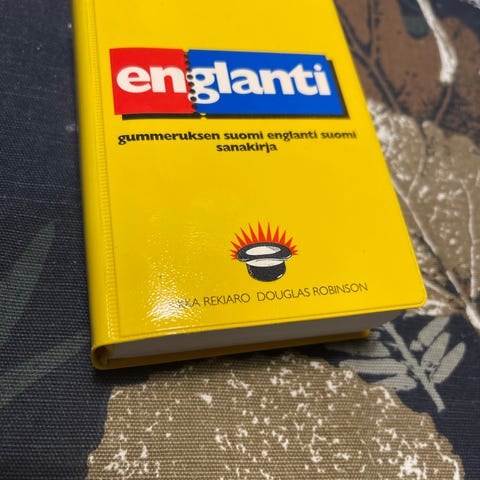 englanti
gummeruksen suomi englanti suomi
sanakirja
REKIARO DOUGLAS ROBINSON